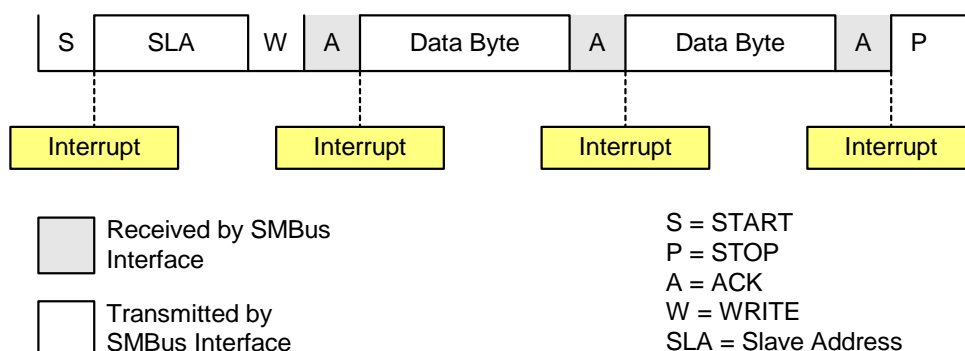 S SLA W A Data Byte A Data Byte A P
Interrupt Interrupt Interrupt Interrupt
Received by SMBus
Interface
Transmitted by
SMBus Interface
S = START
P = STOP
A = ACK
W = WRITE
SLA = Slave Address